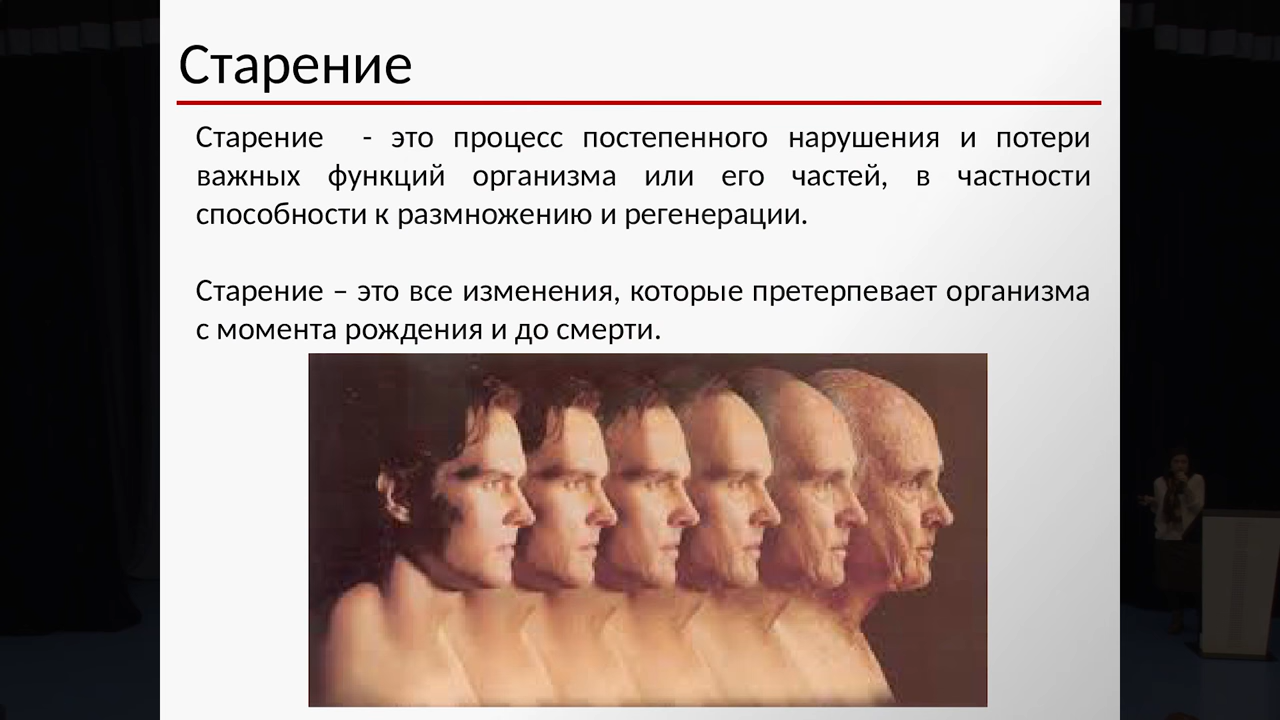 Старение
Старение - это процесс постепенного нарушения и потери
важных функций организма или его частей, в частности
способности к размножению и регенерации.
Старение – это все изменения, которые претерпевает организма
с момента рождения и до смерти.